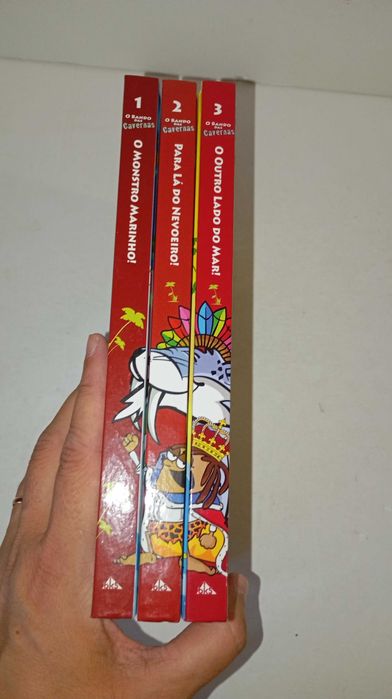 1
O BANDO DAS
CAVERNAS
O MONSTRO MARINHO!
2
O BANDO DAS
CAVERNAS
PARA LÁ DO NEVOEIRO!
3
O BANDO DAS
CAVERNAS
O OUTRO LADO DO MAR!